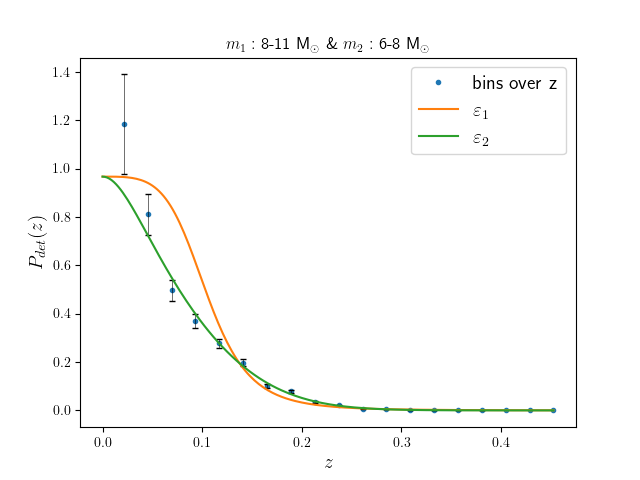 m₁ : 8-11 M⊙ & m₂ : 6-8 M⊙
1.4
1.2
1.0
0.8
0.6
0.4
0.2
0.0
P_det(z)
bins over z
ε₁
ε₂
0.0 0.1 0.2 0.3 0.4
z